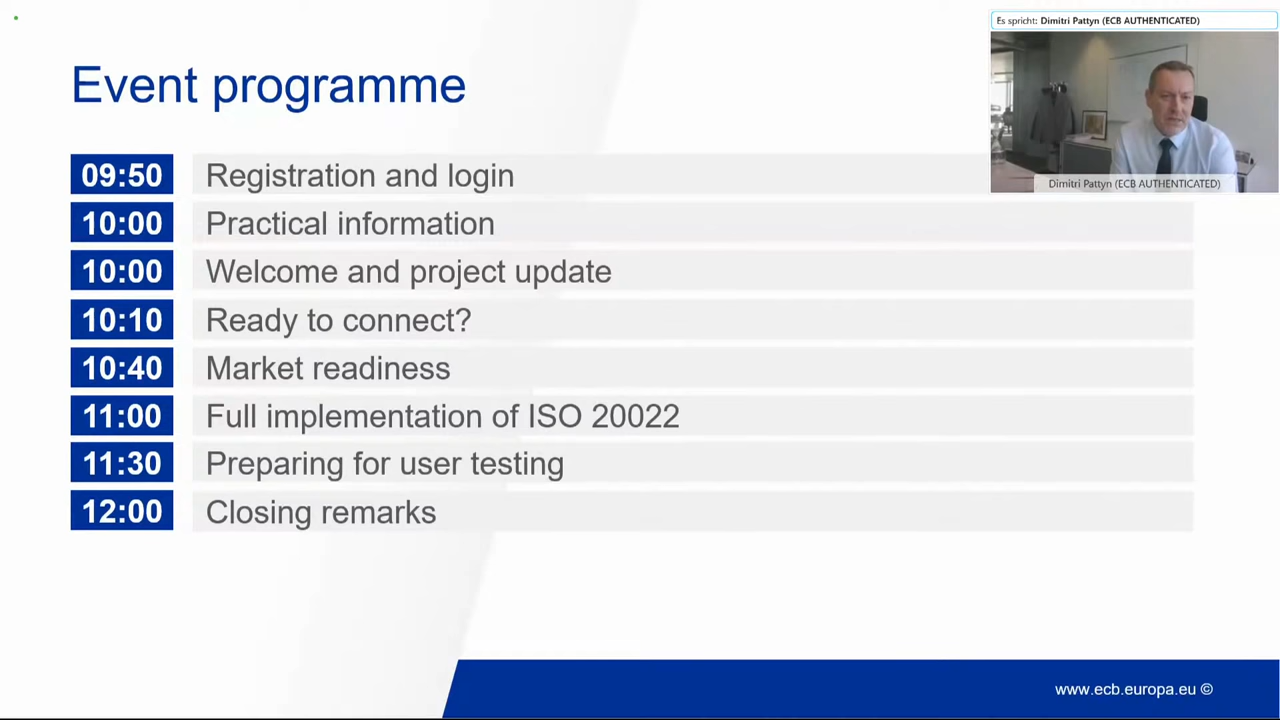 Es spricht: Dimitri Pattyn (ECB AUTHENTICATED)
Dimitri Pattyn (ECB AUTHENTICATED)
Event programme
09:50 Registration and login
10:00 Practical information
10:00 Welcome and project update
10:10 Ready to connect?
10:40 Market readiness
11:00 Full implementation of ISO 20022
11:30 Preparing for user testing
12:00 Closing remarks
www.ecb.europa.eu ©